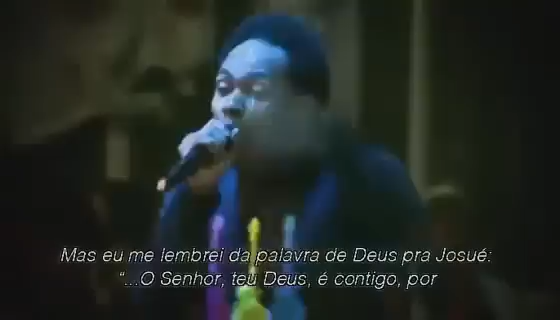 Mas eu me lembrei da palavra de Deus pra Josué:
“...O Senhor, teu Deus, é contigo, por